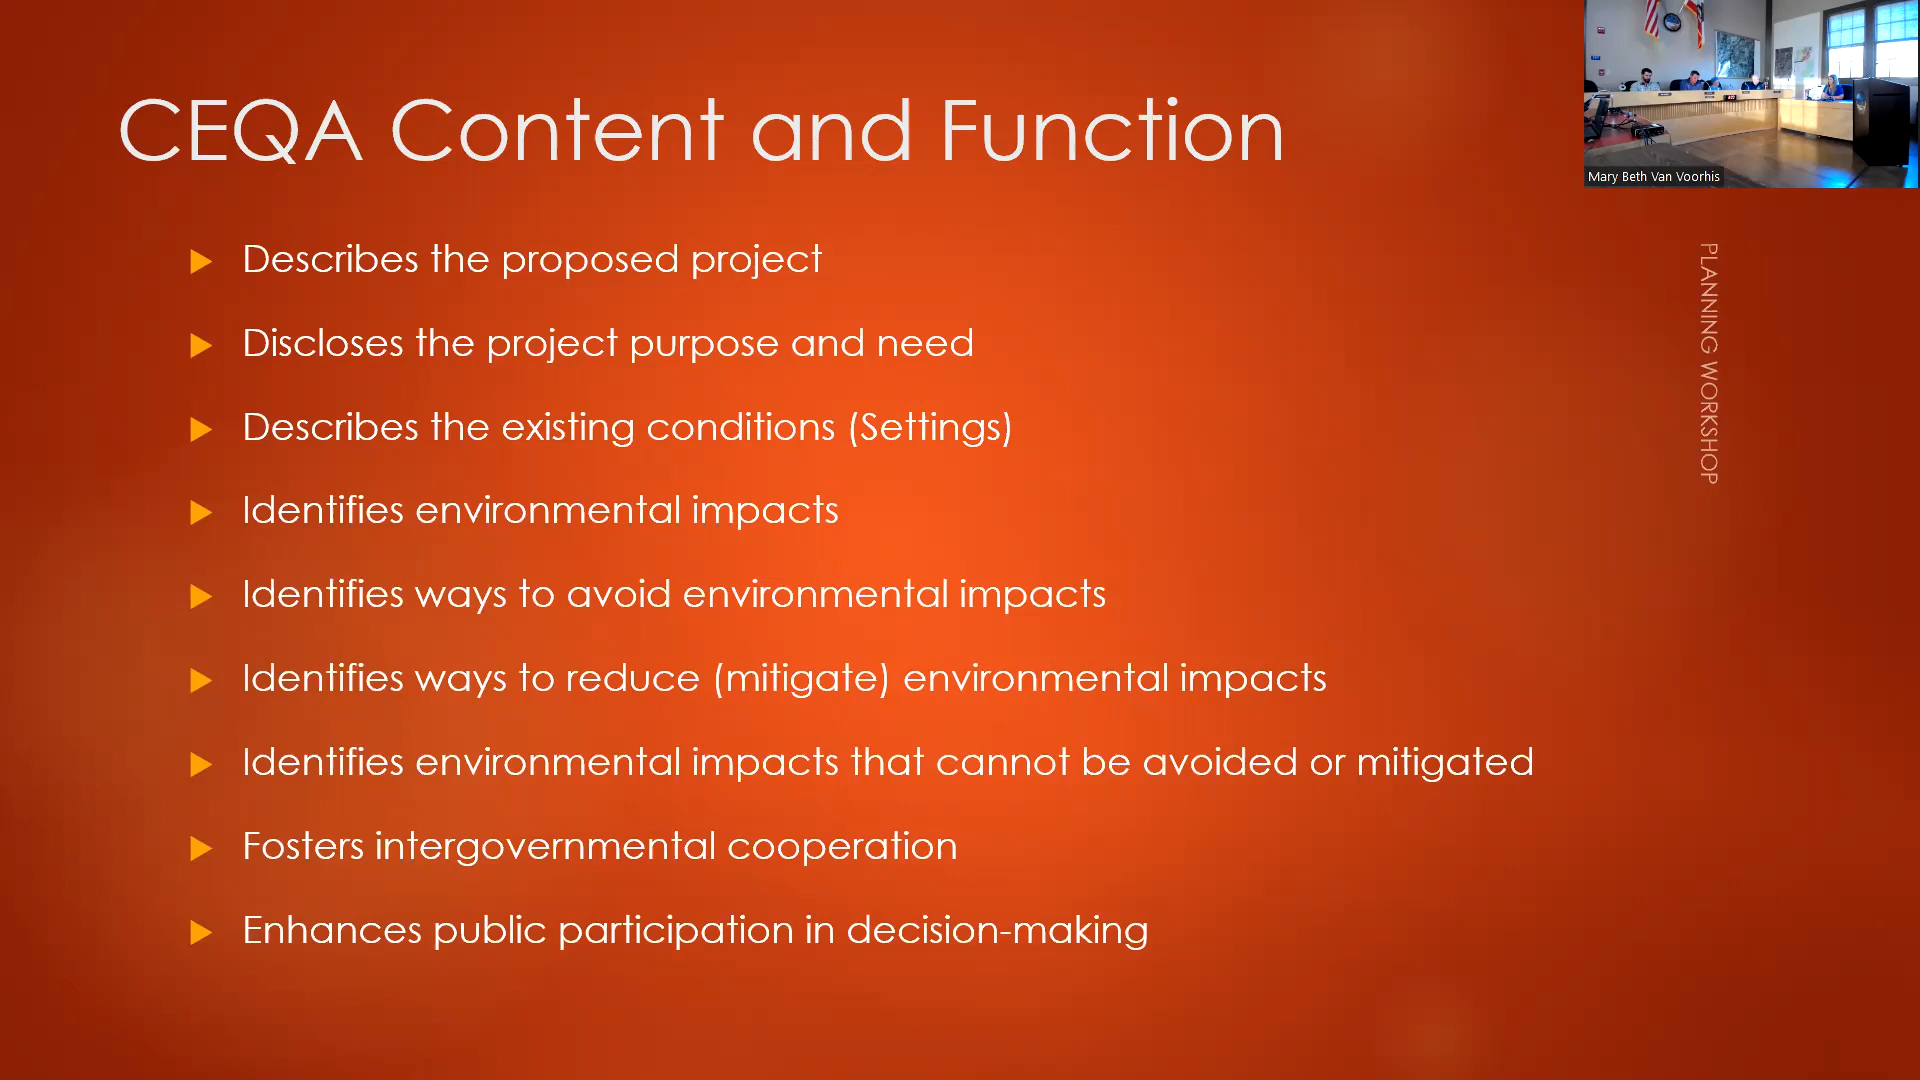 CEQA Content and Function
Describes the proposed project
Discloses the project purpose and need
Describes the existing conditions (Settings)
Identifies environmental impacts
Identifies ways to avoid environmental impacts
Identifies ways to reduce (mitigate) environmental impacts
Identifies environmental impacts that cannot be avoided or mitigated
Fosters intergovernmental cooperation
Enhances public participation in decision-making
PLANNING WORKSHOP
Mary Beth Van Voorhis